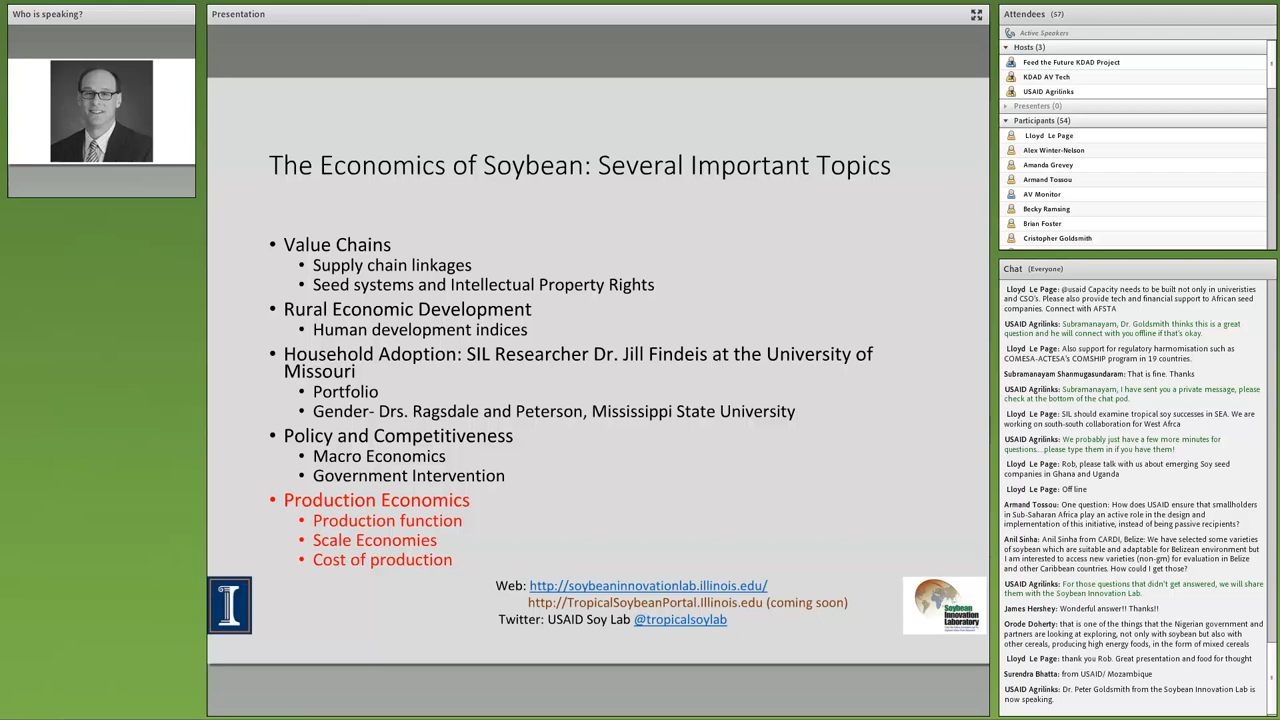 Who is speaking?
Presentation
The Economics of Soybean: Several Important Topics
• Value Chains
• Supply chain linkages
• Seed systems and Intellectual Property Rights
• Rural Economic Development
• Human development indices
• Household Adoption: SIL Researcher Dr. Jill Findeis at the University of
Missouri
• Portfolio
• Gender- Drs. Ragsdale and Peterson, Mississippi State University
• Policy and Competitiveness
• Macro Economics
• Government Intervention
• Production Economics
• Production function
• Scale Economies
• Cost of production
Web: http://soybeaninnovationlab.illinois.edu/
http://TropicalSoybeanPortal.Illinois.edu (coming soon)
Twitter: USAID Soy Lab @tropicalsoylab
Soybean
Innovation
Laboratory
Attendees (57)
Active Speakers
Hosts (3)
Feed the Future KDAD Project
KDAD AV Tech
USAID Agrilinks
Presenters (0)
Participants (54)
Lloyd Le Page
Alex Winter-Nelson
Amanda Grevey
Armand Tossou
AV Monitor
Becky Ramsing
Brian Foster
Cristopher Goldsmith
Chat (Everyone)
Lloyd Le Page: @usaid Capacity needs to be built not only in univeristies
and CSO's. Please also provide tech and financial support to African seed
companies. Connect with AFSTA
USAID Agrilinks: Subramanayam, Dr. Goldsmith thinks this is a great
question and he will connect with you offline if that's okay.
Lloyd Le Page: Also support for regulatory harmonisation such as
COMESA-ACTESA's COMSHIP program in 19 countries.
Subramanayam Shanmugasundaram: That is fine. Thanks
USAID Agrilinks: Subramanayam, I have sent you a private message, please
check at the bottom of the chat pod.
Lloyd Le Page: SIL should examine tropical soy successes in SEA. We are
working on south-south collaboration for West Afrca
USAID Agrilinks: We probably just have a few more minutes for
questions....please type them in if you have them!
Lloyd Le Page: Rob, please talk with us about emerging Soy seed
companies in Ghana and Uganda
Lloyd Le Page: Off line
Armand Tossou: One question: How does USAID ensure that smallholders
in Sub-Saharan Africa play an active role in the design and
implementation of this initiative, instead of being passive recipients?
Anil Sinha: Anil Sinha from CARDI, Belize: We have selected some varieties
of soybean which are suitable and adaptable for Belizean environment but
I am interested to access new varieties (non-gm) for evaluation in Belize
and other Caribbean countries. How could I get those?
USAID Agrilinks: For those questions that didn't get answered, we will share
them with the Soybean Innovation Lab.
James Hershey: Wonderful answer!! Thanks!!
Orode Doherty: that is one of the things that the Nigerian government and
partners are looking at exploring, not only with soybean but also with
other cereals, producing high energy foods, in the form of mixed cereals
Lloyd Le Page: thank you Rob. Great presentation and food for thought
Surendra Bhatta: from USAID/ Mozambique
USAID Agrilinks: Dr. Peter Goldsmith from the Soybean Innovation Lab is
now speaking.